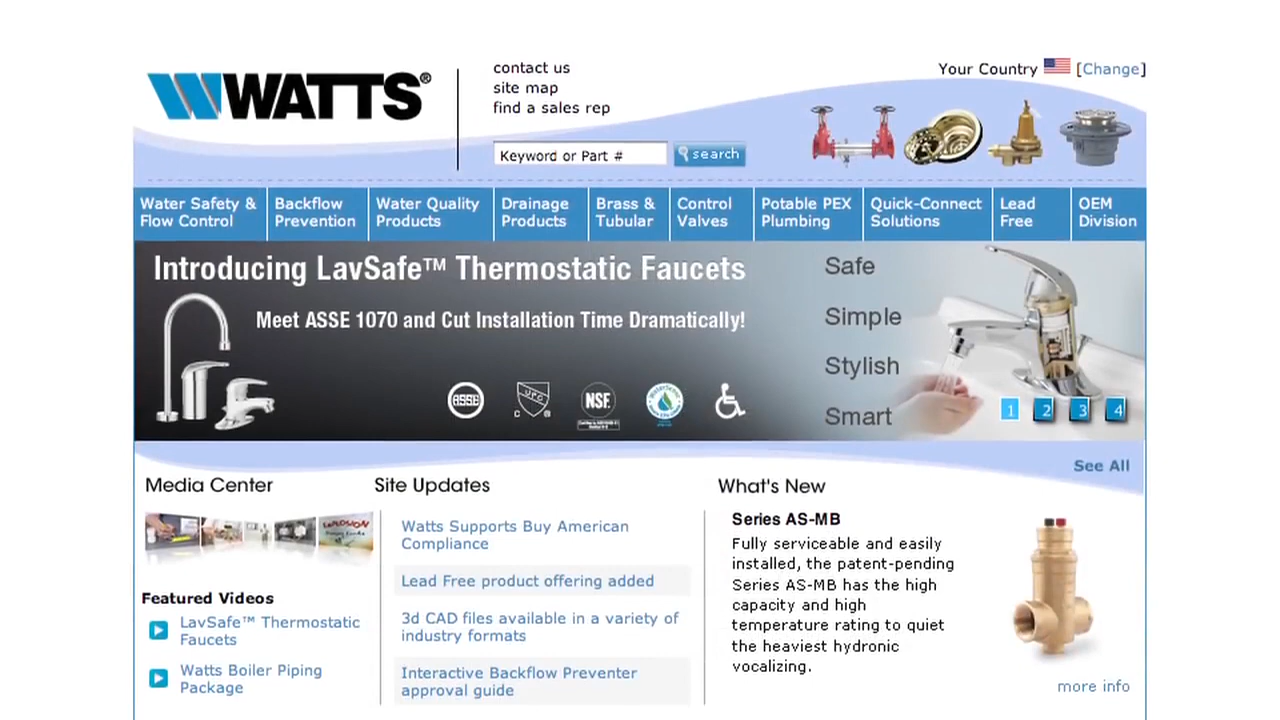 WATTS®
contact us
site map
find a sales rep
Your Country [Change]
Keyword or Part #
search
Water Safety &
Flow Control
Backflow
Prevention
Water Quality
Products
Drainage
Products
Brass &
Tubular
Control
Valves
Potable PEX
Plumbing
Quick-Connect
Solutions
Lead
Free
OEM
Division
Introducing LavSafe™ Thermostatic Faucets
Meet ASSE 1070 and Cut Installation Time Dramatically!
Safe
Simple
Stylish
Smart
ASSE
UPC
C ®
NSF.
1 2 3 4
See All
Media Center
EXPLOSION
Featured Videos
LavSafe™ Thermostatic
Faucets
Watts Boiler Piping
Package
Site Updates
Watts Supports Buy American
Compliance
Lead Free product offering added
3d CAD files available in a variety of
industry formats
Interactive Backflow Preventer
approval guide
What's New
Series AS-MB
Fully serviceable and easily
installed, the patent-pending
Series AS-MB has the high
capacity and high
temperature rating to quiet
the heaviest hydronic
vocalizing.
more info